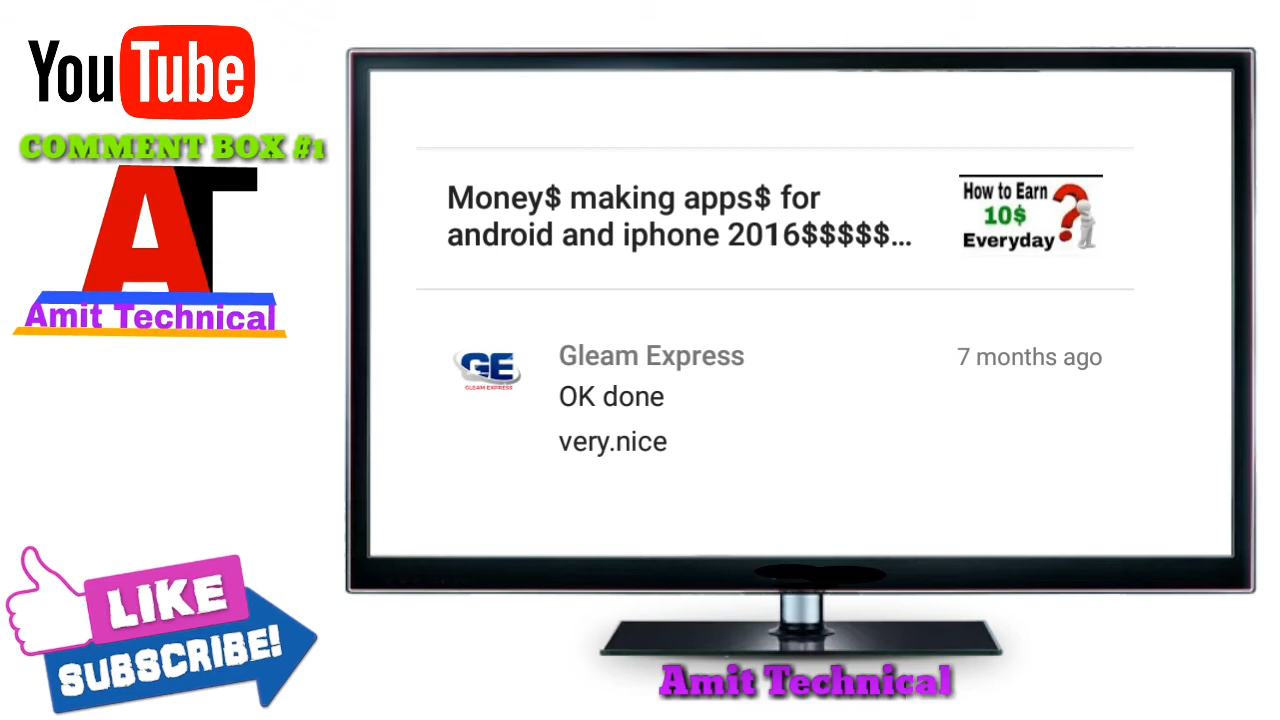 YouTube
COMMENT BOX #1
AT
Amit Technical
Money$ making apps$ for
android and iphone 2016$$$$$...
How to Earn
10$
Everyday
?
GE
GLEAM EXPRESS
Gleam Express
7 months ago
OK done
very.nice
LIKE
SUBSCRIBE!
Amit Technical